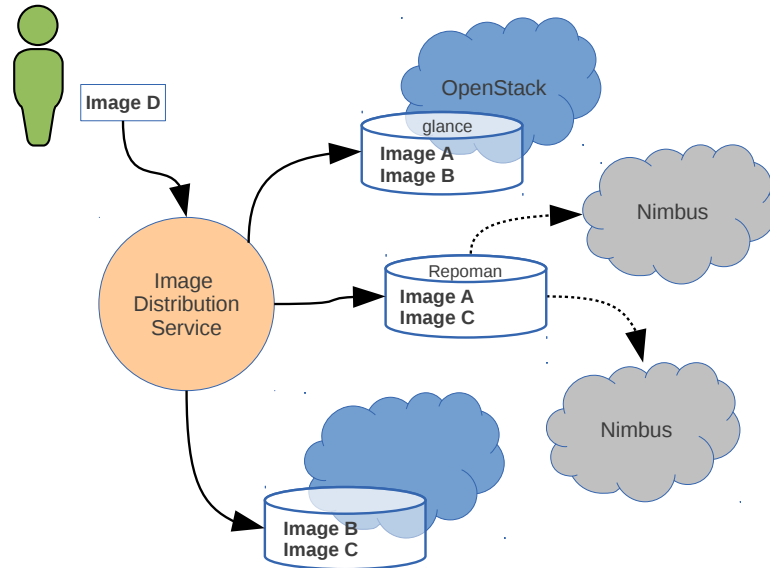 Image D
OpenStack
glance
Image A
Image B
Nimbus
Image
Distribution
Service
Repoman
Image A
Image C
Nimbus
Image B
Image C